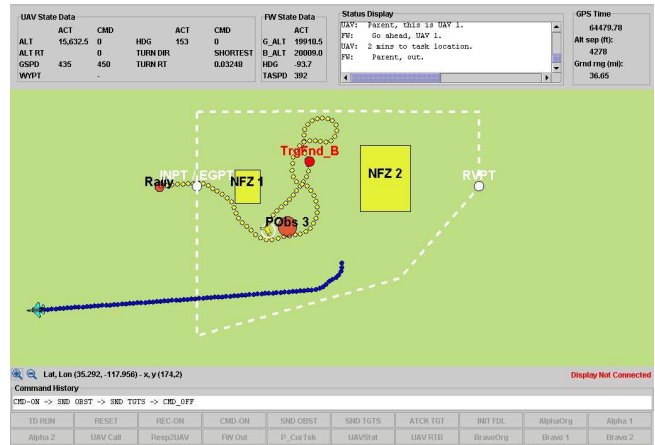 UAV State Data
ACT CMD ACT CMD
ALT 15,632.5 0 HDG 153 0
ALT RT 0 TURN DIR SHORTEST
GSPD 435 450 TURN RT 0.03248
WYPT -
FW State Data
ACT
G_ALT 19910.5
B_ALT 20009.0
HDG -93.7
TASPD 392
Status Display
UAV: Parent, this is UAV 1.
FW: Go ahead, UAV 1.
UAV: 2 mins to task location.
FW: Parent, out.
GPS Time
64479.78
Alt sep (ft):
4278
Grnd rng (mi):
36.65
TrgFnd_B
Rally
INPT / EGPT
NFZ 1
NFZ 2
RVPT
PObs 3
Lat, Lon (35.292, -117.956) - x, y (174,2)
Display Not Connected
Command History
CMD-ON -> SND OBST -> SND TGTS -> CMD_OFF
TD RUN RESET REC-ON CMD-ON SND OBST SND TGTS ATCK TGT INIT FDL AlphaOrg Alpha 1
Alpha 2 UAV Call Resp2UAV FW Out P_CurTsk UAVStat UAV RTB BravoOrg Bravo 1 Bravo 2